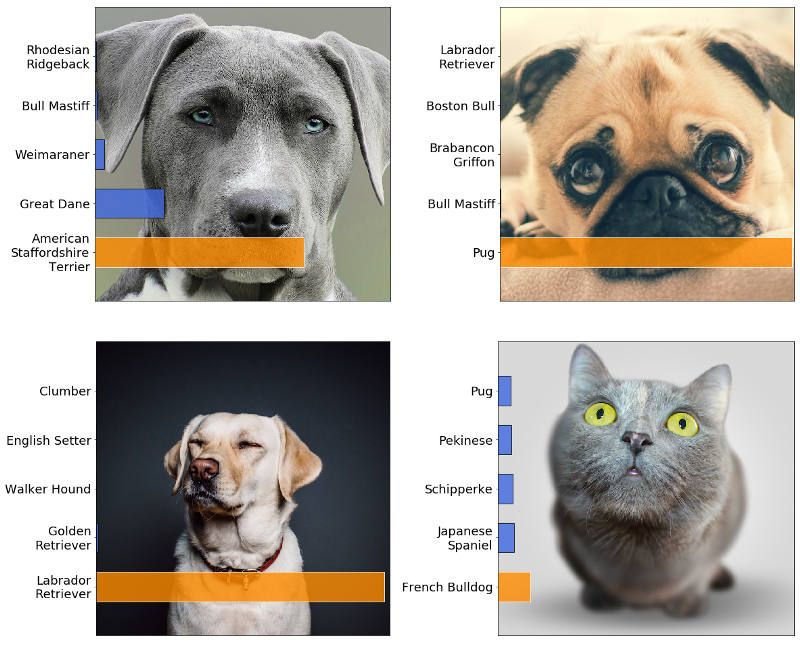 Rhodesian
Ridgeback
Bull Mastiff
Weimaraner
Great Dane
American
Staffordshire
Terrier
Labrador
Retriever
Boston Bull
Brabancon
Griffon
Bull Mastiff
Pug
Clumber
English Setter
Walker Hound
Golden
Retriever
Labrador
Retriever
Pug
Pekinese
Schipperke
Japanese
Spaniel
French Bulldog